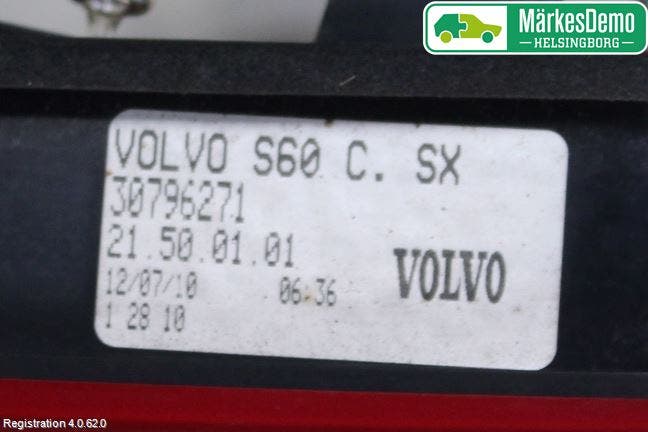 MärkesDemo
HELSINGBORG
VOLVO S60 C. SX
30796271
21.50.01.01
12/07/10 06:36
VOLVO
1 28 10
Registration 4.0.62.0